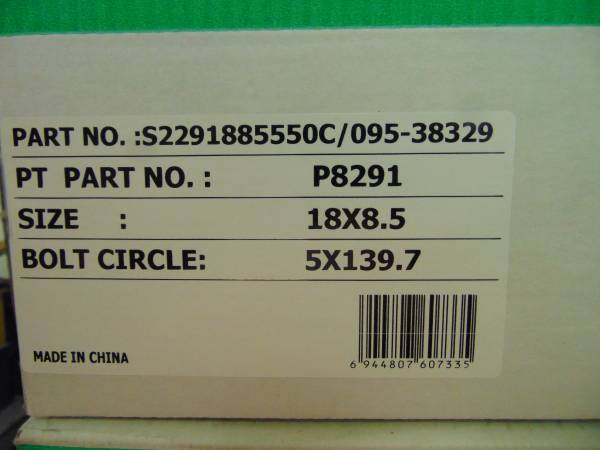 PART NO. :S2291885550C/095-38329
PT PART NO. : P8291
SIZE : 18X8.5
BOLT CIRCLE: 5X139.7
MADE IN CHINA
6 944807 607335